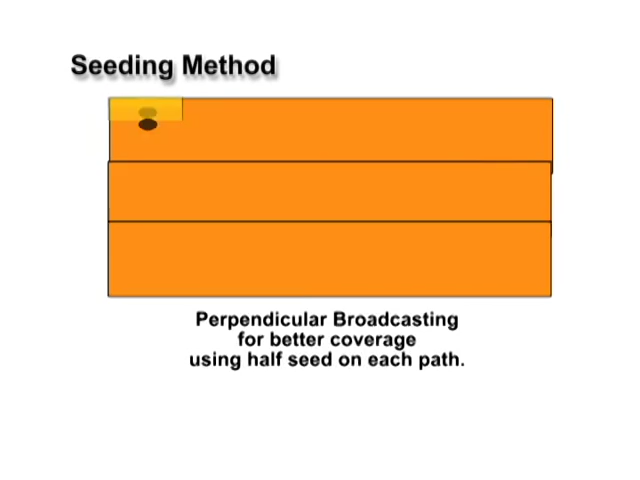 Seeding Method
Perpendicular Broadcasting
for better coverage
using half seed on each path.